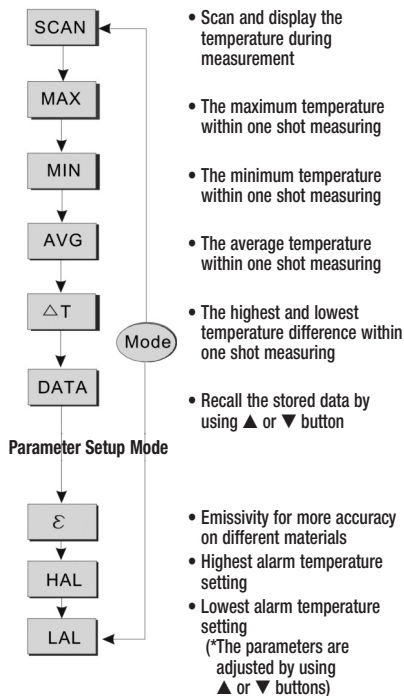 SCAN
• Scan and display the
temperature during
measurement
MAX
• The maximum temperature
within one shot measuring
MIN
• The minimum temperature
within one shot measuring
AVG
• The average temperature
within one shot measuring
△T
• The highest and lowest
temperature difference within
one shot measuring
Mode
DATA
• Recall the stored data by
using ▲ or ▼ button
Parameter Setup Mode
Ɛ
• Emissivity for more accuracy
on different materials
HAL
• Highest alarm temperature
setting
LAL
• Lowest alarm temperature
setting
(*The parameters are
adjusted by using
▲ or ▼ buttons)